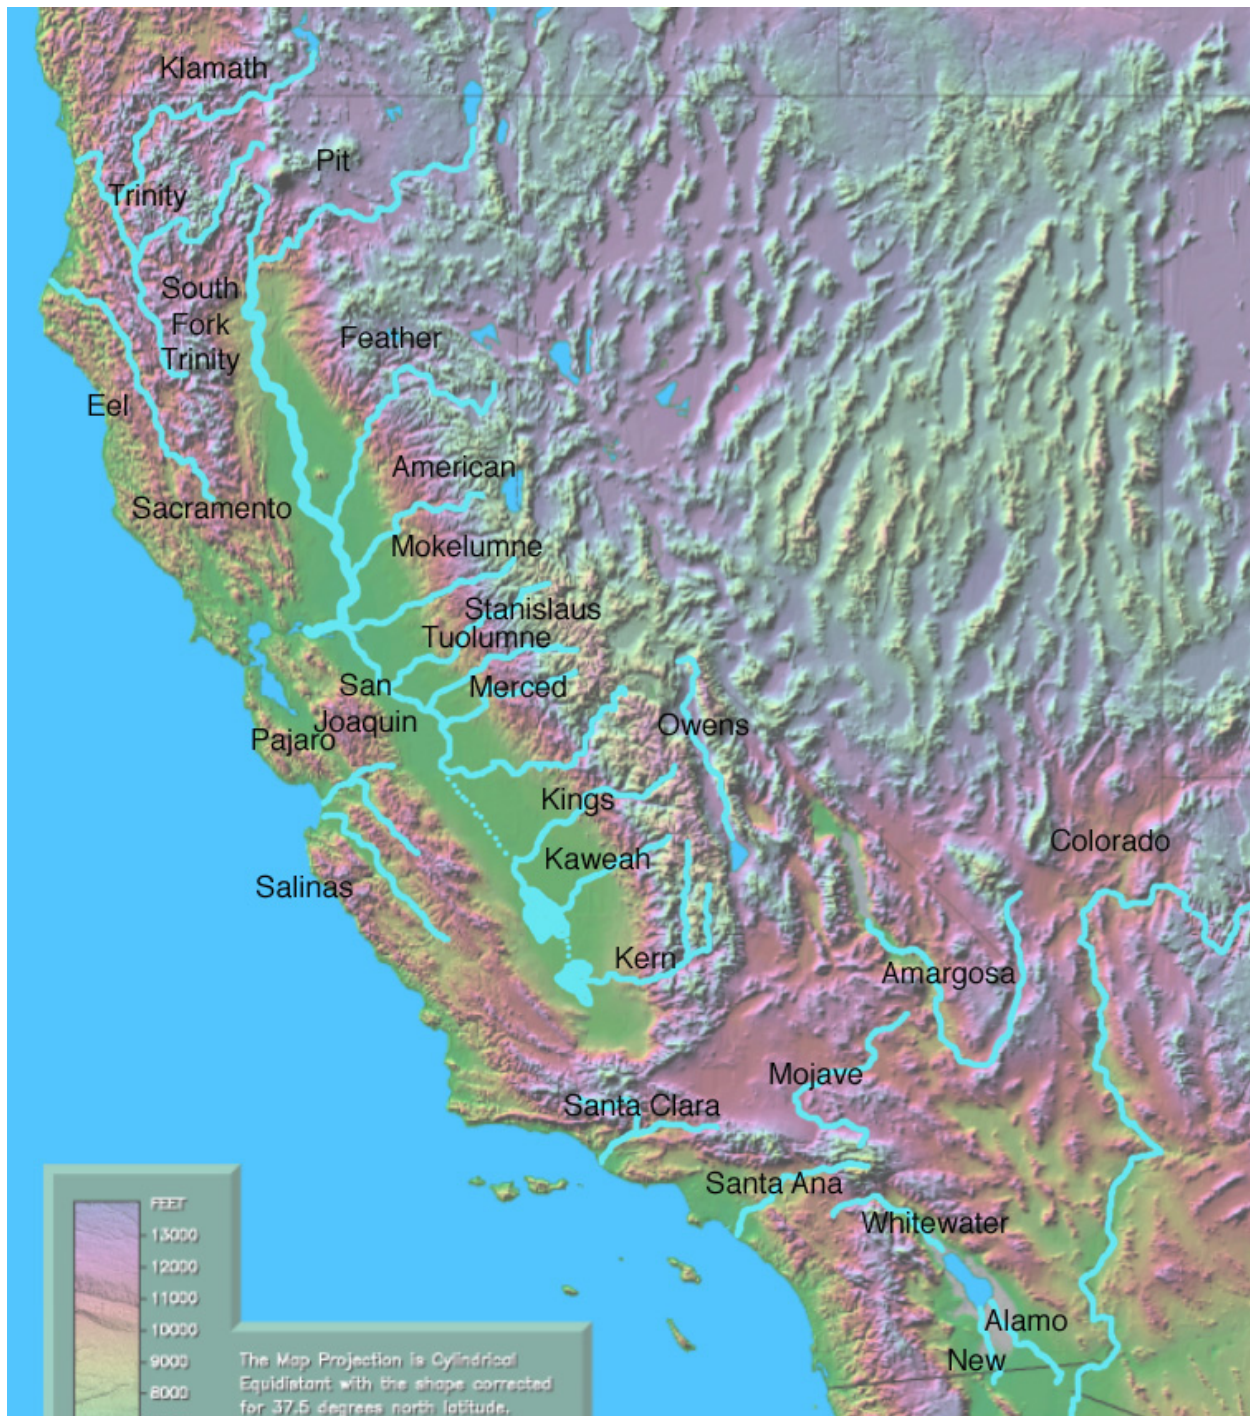 Klamath
Pit
Trinity
South
Fork
Trinity
Feather
Eel
American
Sacramento
Mokelumne
Stanislaus
Tuolumne
San
Joaquin
Merced
Pajaro
Owens
Kings
Colorado
Kaweah
Salinas
Kern
Amargosa
Mojave
Santa Clara
Santa Ana
Whitewater
Alamo
New
FEET
13000
12000
11000
10000
9000
8000
The Map Projection is Cylindrical
Equidistant with the shape corrected
for 37.5 degrees north latitude.